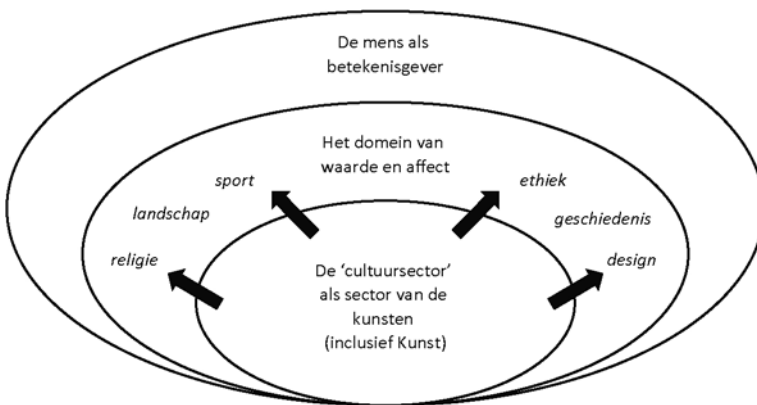 De mens als
betekenisgever
Het domein van
waarde en affect
sport
ethiek
landschap
geschiedenis
religie
design
De ‘cultuursector’
als sector van de
kunsten
(inclusief Kunst)